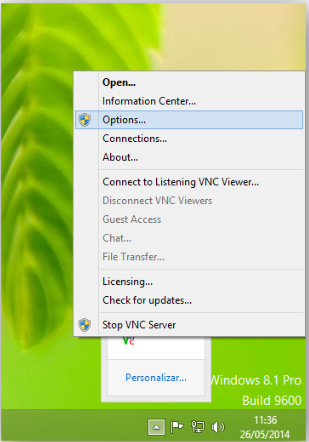 Open...
Information Center...
Options...
Connections...
About...
Connect to Listening VNC Viewer...
Disconnect VNC Viewers
Guest Access
Chat...
File Transfer...
Licensing...
Check for updates...
Stop VNC Server
Personalizar...
Windows 8.1 Pro
Build 9600
11:36
26/05/2014